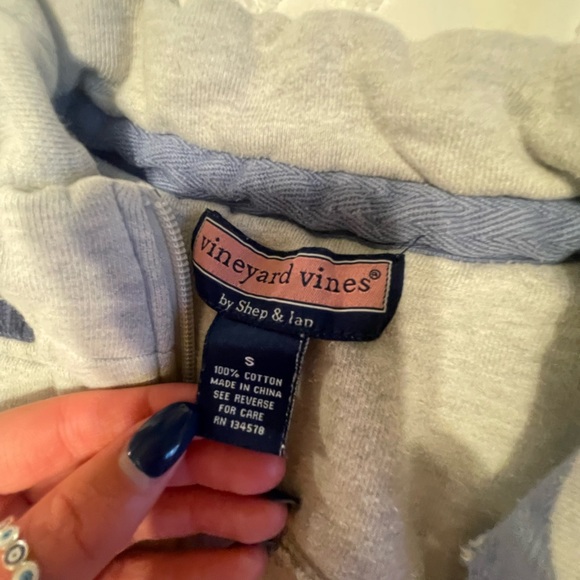 vineyard vines®
by Shep & Ian
S
100% COTTON
MADE IN CHINA
SEE REVERSE
FOR CARE
RN 134578